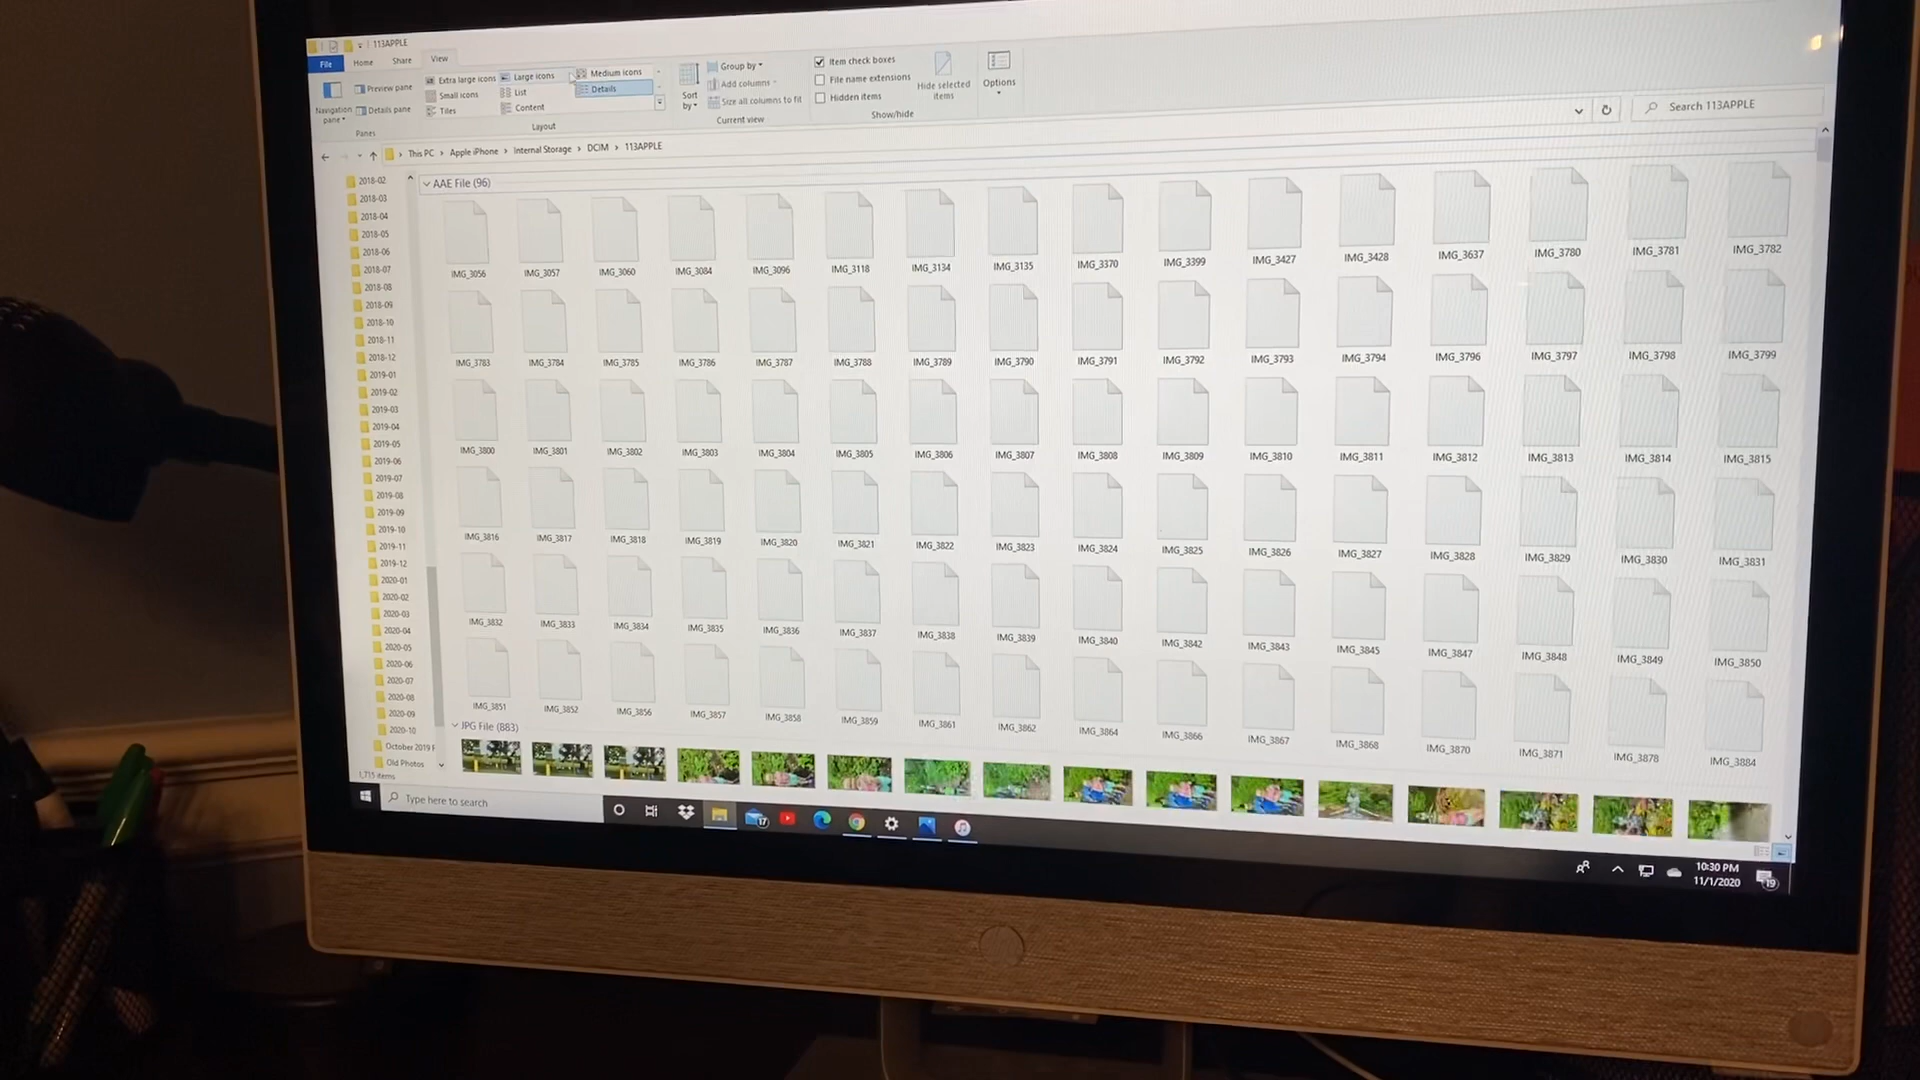 113APPLE
File Home Share View
Navigation pane
Preview pane
Details pane
Panes
Extra large icons Large icons Medium icons
Small icons List Details
Tiles Content
Layout
Sort by
Group by
Add columns
Size all columns to fit
Current view
Item check boxes
File name extensions
Hidden items
Hide selected items
Show/hide
Options
This PC > Apple iPhone > Internal Storage > DCIM > 113APPLE
Search 113APPLE
2018-02
2018-03
2018-04
2018-05
2018-06
2018-07
2018-08
2018-09
2018-10
2018-11
2018-12
2019-01
2019-02
2019-03
2019-04
2019-05
2019-06
2019-07
2019-08
2019-09
2019-10
2019-11
2019-12
2020-01
2020-02
2020-03
2020-04
2020-05
2020-06
2020-07
2020-08
2020-09
2020-10
October 2019 F
Old Photos
1,715 items
AAE File (96)
IMG_3056 IMG_3057 IMG_3060 IMG_3084 IMG_3096 IMG_3118 IMG_3134 IMG_3135 IMG_3370 IMG_3399 IMG_3427 IMG_3428 IMG_3637 IMG_3780 IMG_3781 IMG_3782
IMG_3783 IMG_3784 IMG_3785 IMG_3786 IMG_3787 IMG_3788 IMG_3789 IMG_3790 IMG_3791 IMG_3792 IMG_3793 IMG_3794 IMG_3796 IMG_3797 IMG_3798 IMG_3799
IMG_3800 IMG_3801 IMG_3802 IMG_3803 IMG_3804 IMG_3805 IMG_3806 IMG_3807 IMG_3808 IMG_3809 IMG_3810 IMG_3811 IMG_3812 IMG_3813 IMG_3814 IMG_3815
IMG_3816 IMG_3817 IMG_3818 IMG_3819 IMG_3820 IMG_3821 IMG_3822 IMG_3823 IMG_3824 IMG_3825 IMG_3826 IMG_3827 IMG_3828 IMG_3829 IMG_3830 IMG_3831
IMG_3832 IMG_3833 IMG_3834 IMG_3835 IMG_3836 IMG_3837 IMG_3838 IMG_3839 IMG_3840 IMG_3842 IMG_3843 IMG_3845 IMG_3847 IMG_3848 IMG_3849 IMG_3850
IMG_3851 IMG_3852 IMG_3856 IMG_3857 IMG_3858 IMG_3859 IMG_3861 IMG_3862 IMG_3864 IMG_3866 IMG_3867 IMG_3868 IMG_3870 IMG_3871 IMG_3878 IMG_3884
JPG File (883)
Type here to search
17
10:30 PM
11/1/2020
19